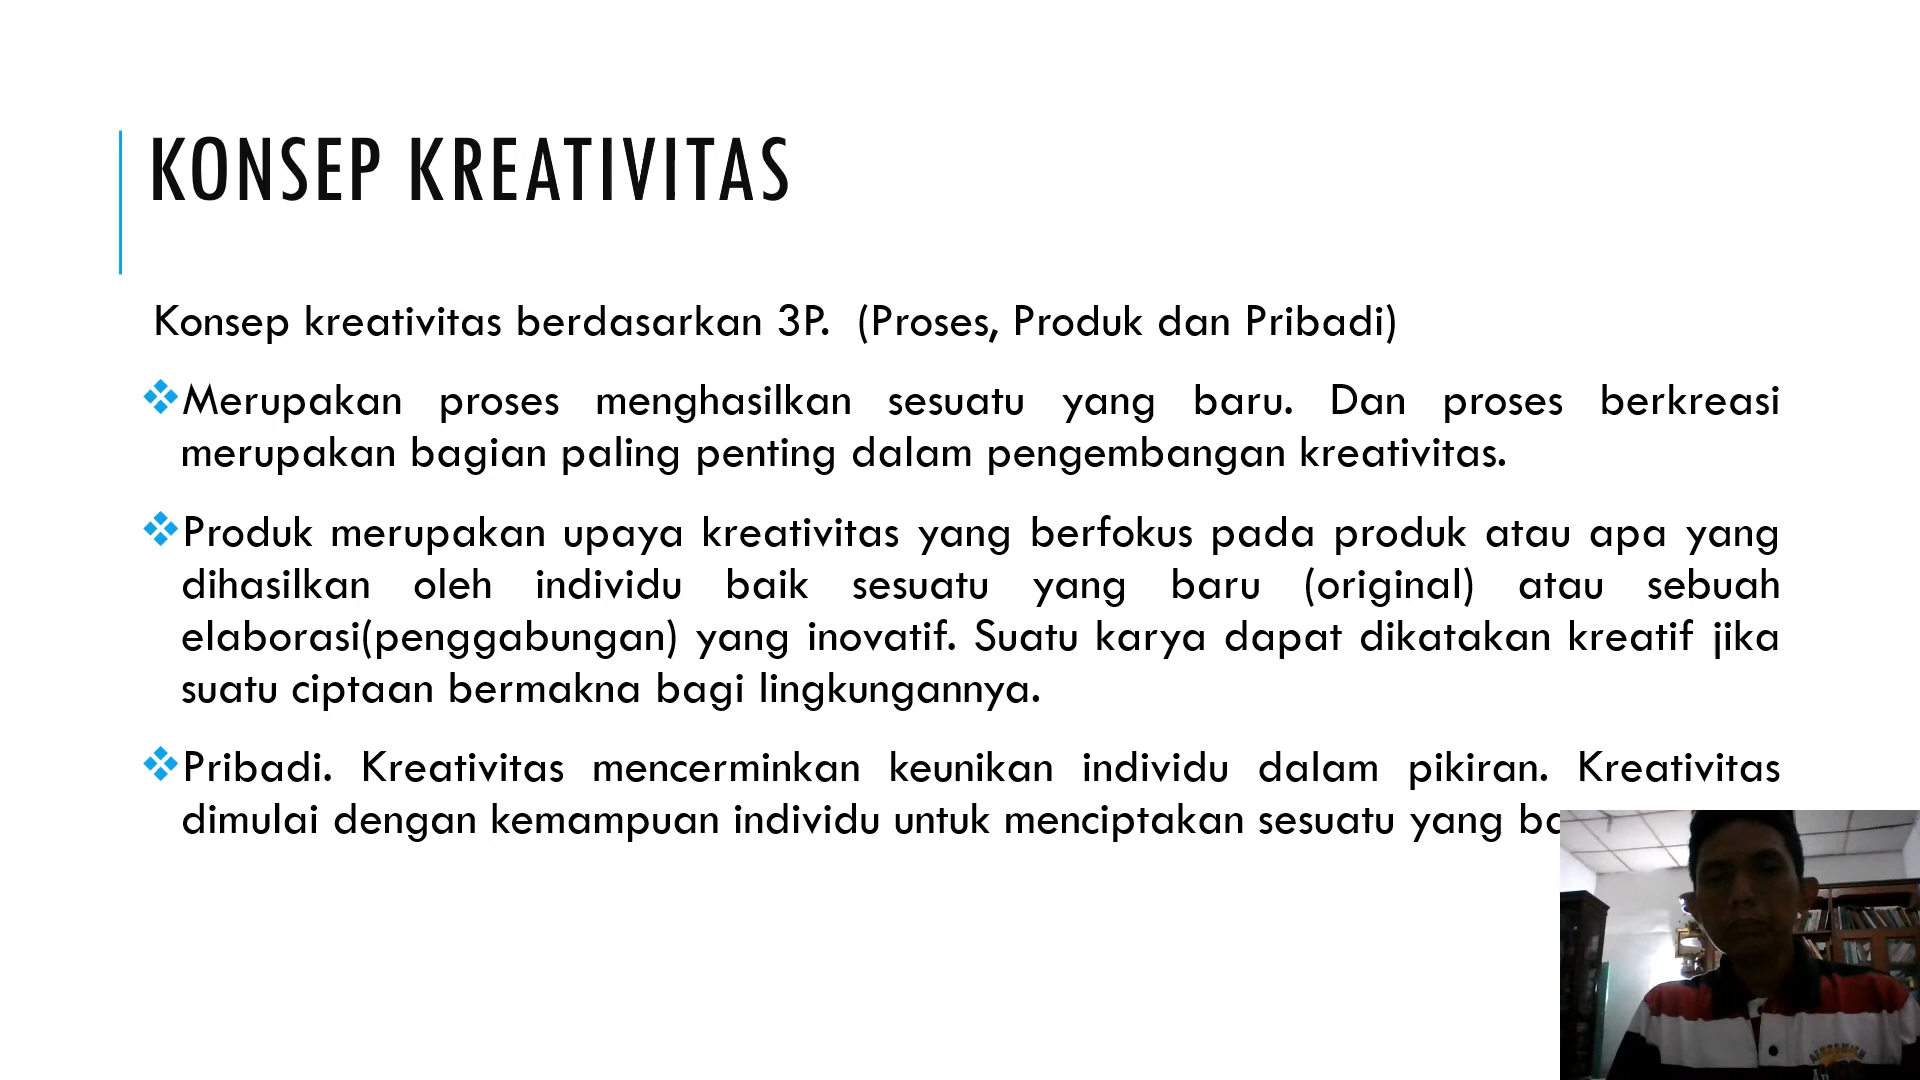 KONSEP KREATIVITAS
Konsep kreativitas berdasarkan 3P. (Proses, Produk dan Pribadi)
Merupakan proses menghasilkan sesuatu yang baru. Dan proses berkreasi
merupakan bagian paling penting dalam pengembangan kreativitas.
Produk merupakan upaya kreativitas yang berfokus pada produk atau apa yang
dihasilkan oleh individu baik sesuatu yang baru (original) atau sebuah
elaborasi(penggabungan) yang inovatif. Suatu karya dapat dikatakan kreatif jika
suatu ciptaan bermakna bagi lingkungannya.
Pribadi. Kreativitas mencerminkan keunikan individu dalam pikiran. Kreativitas
dimulai dengan kemampuan individu untuk menciptakan sesuatu yang